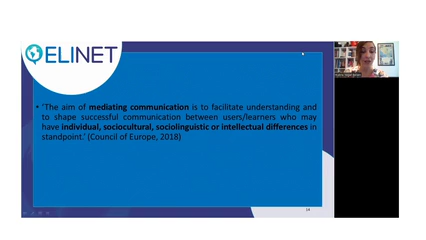 ELINET
• 'The aim of mediating communication is to facilitate understanding and
to shape successful communication between users/learners who may
have individual, sociocultural, sociolinguistic or intellectual differences in
standpoint.' (Council of Europe, 2018)
14